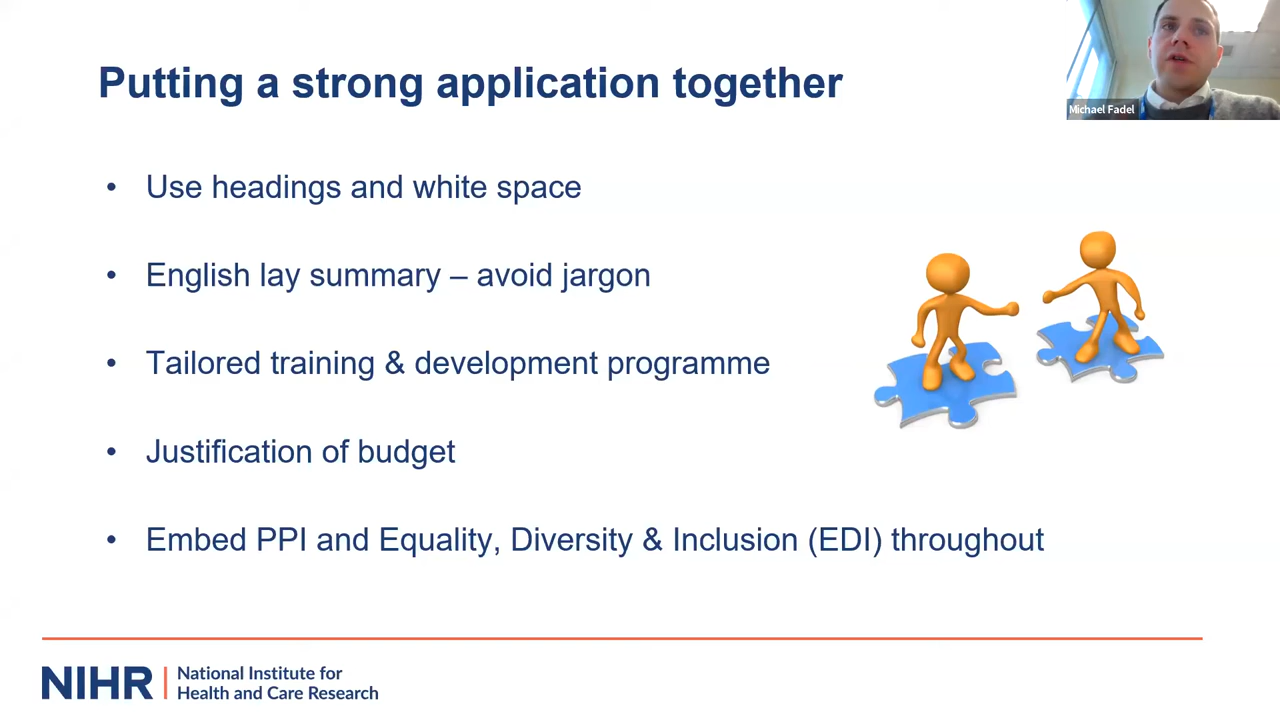 Putting a strong application together
Michael Fadel
• Use headings and white space
• English lay summary – avoid jargon
• Tailored training & development programme
• Justification of budget
• Embed PPI and Equality, Diversity & Inclusion (EDI) throughout
NIHR | National Institute for
Health and Care Research